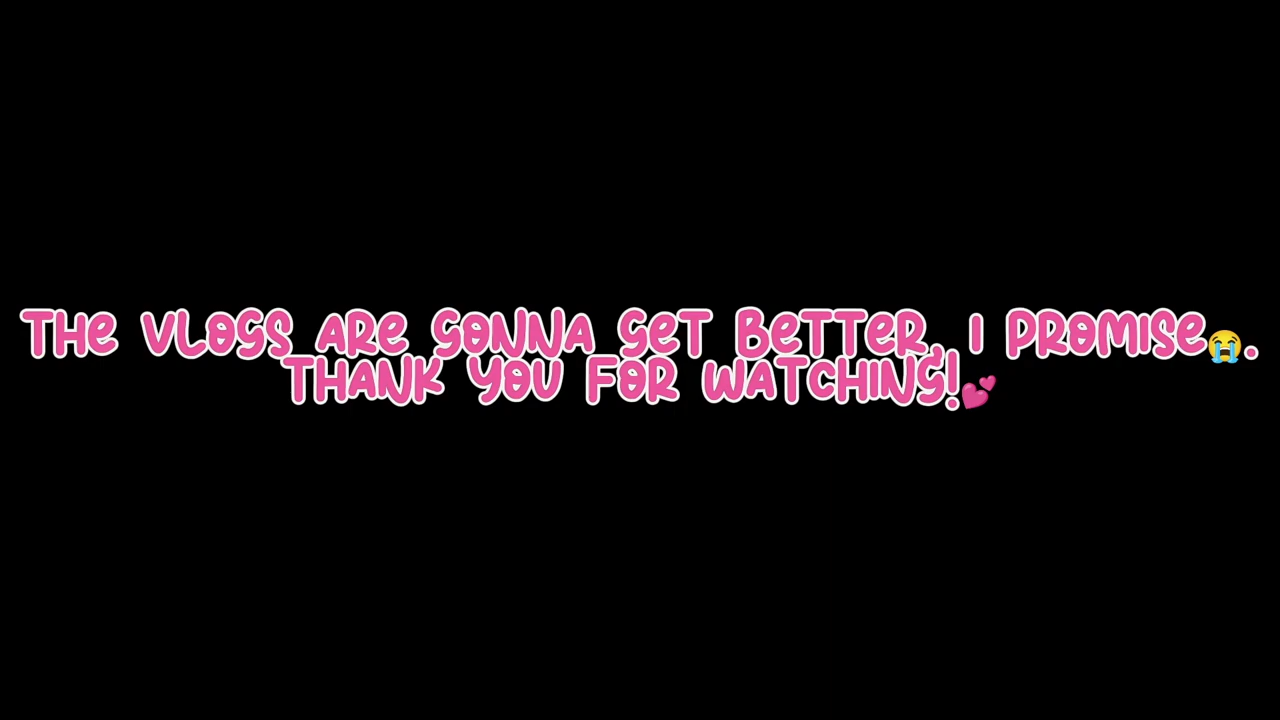 THE VLOGS ARE GONNA GET BETTER, I PROMISE😭.
THANK YOU FOR WATCHING!💕